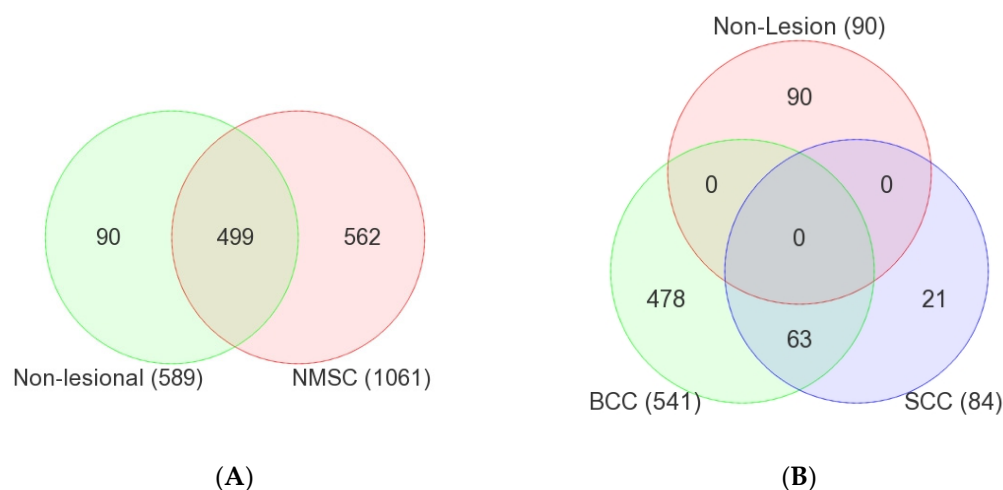 Non-Lesion (90)
90
0
0
0
90
499
562
478
21
63
Non-lesional (589)
NMSC (1061)
BCC (541)
SCC (84)
(A)
(B)